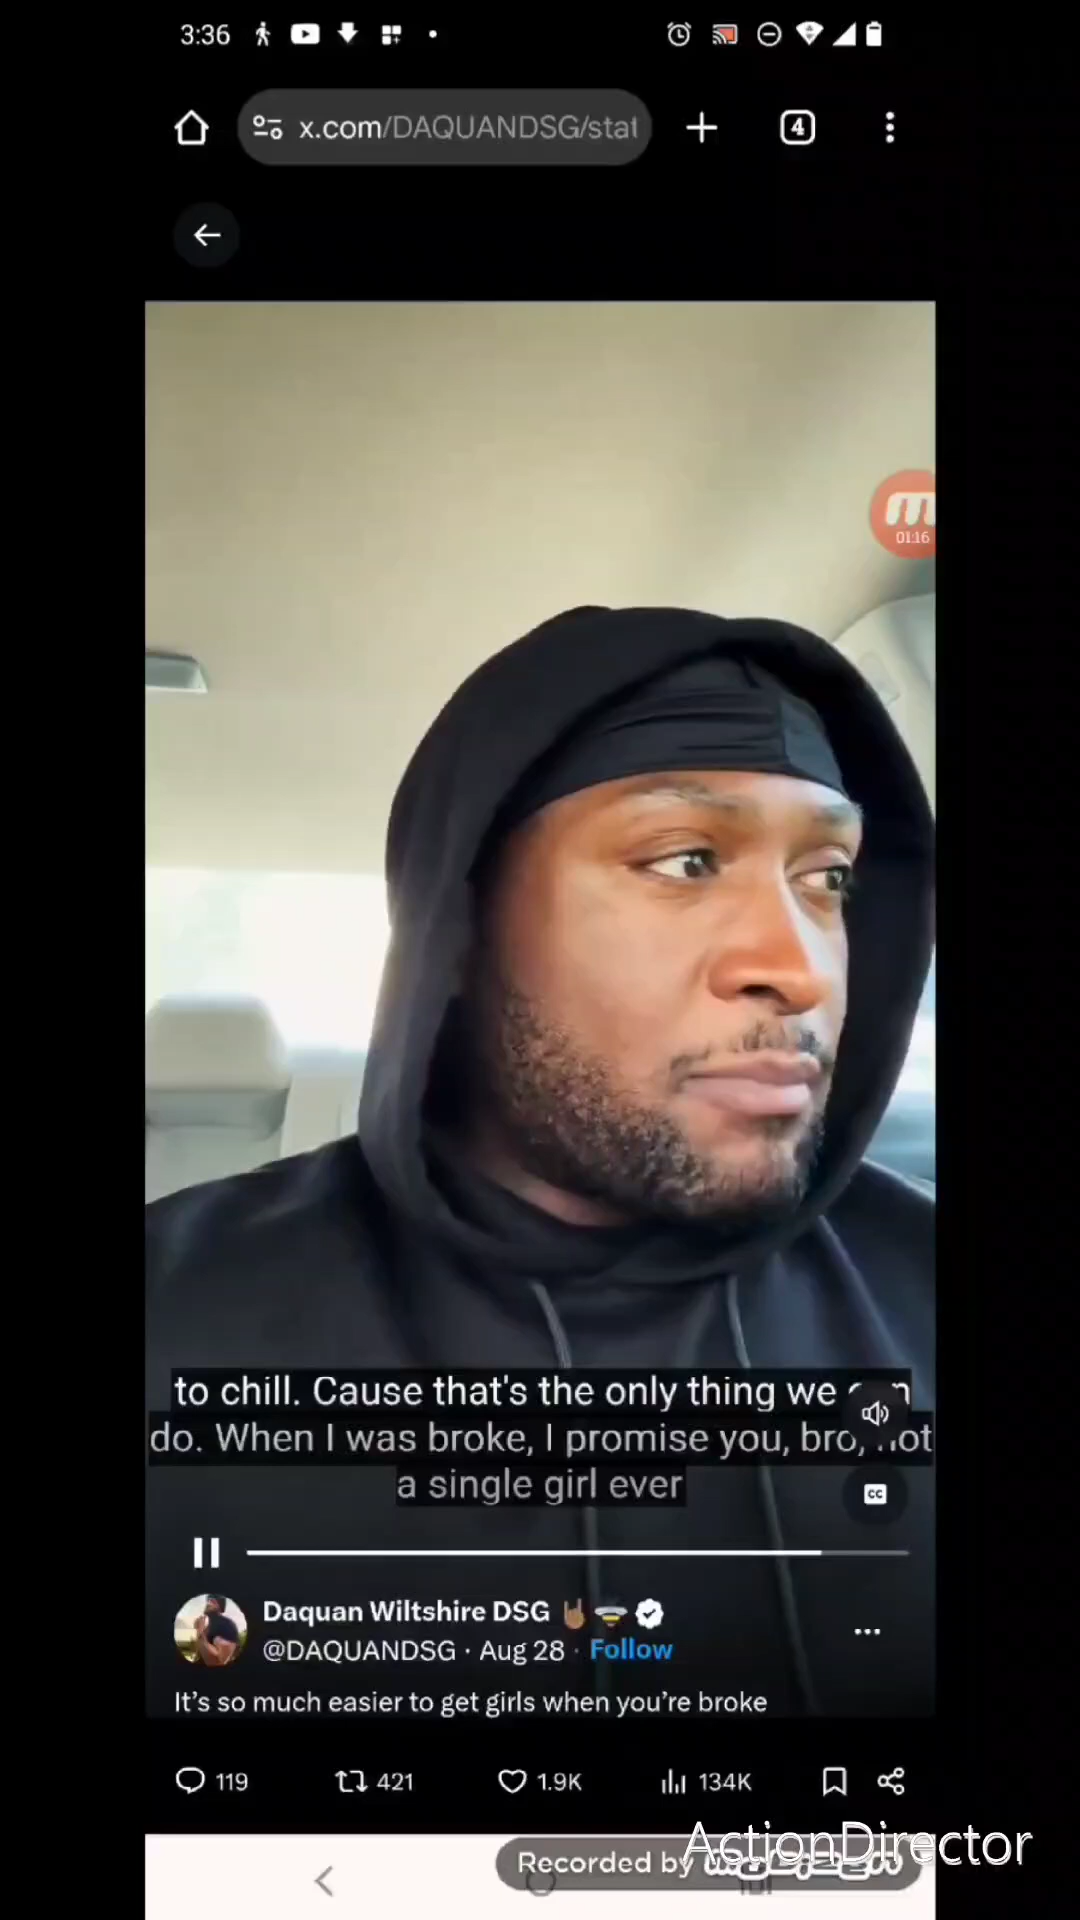 3:36
x.com/DAQUANDSG/stat
4
01:16
to chill. Cause that's the only thing we
do. When I was broke, I promise you, bro, not
a single girl ever
CC
Daquan Wiltshire DSG
@DAQUANDSG · Aug 28 · Follow
It's so much easier to get girls when you're broke
119
421
1.9K
134K
ActionDirector
Recorded by